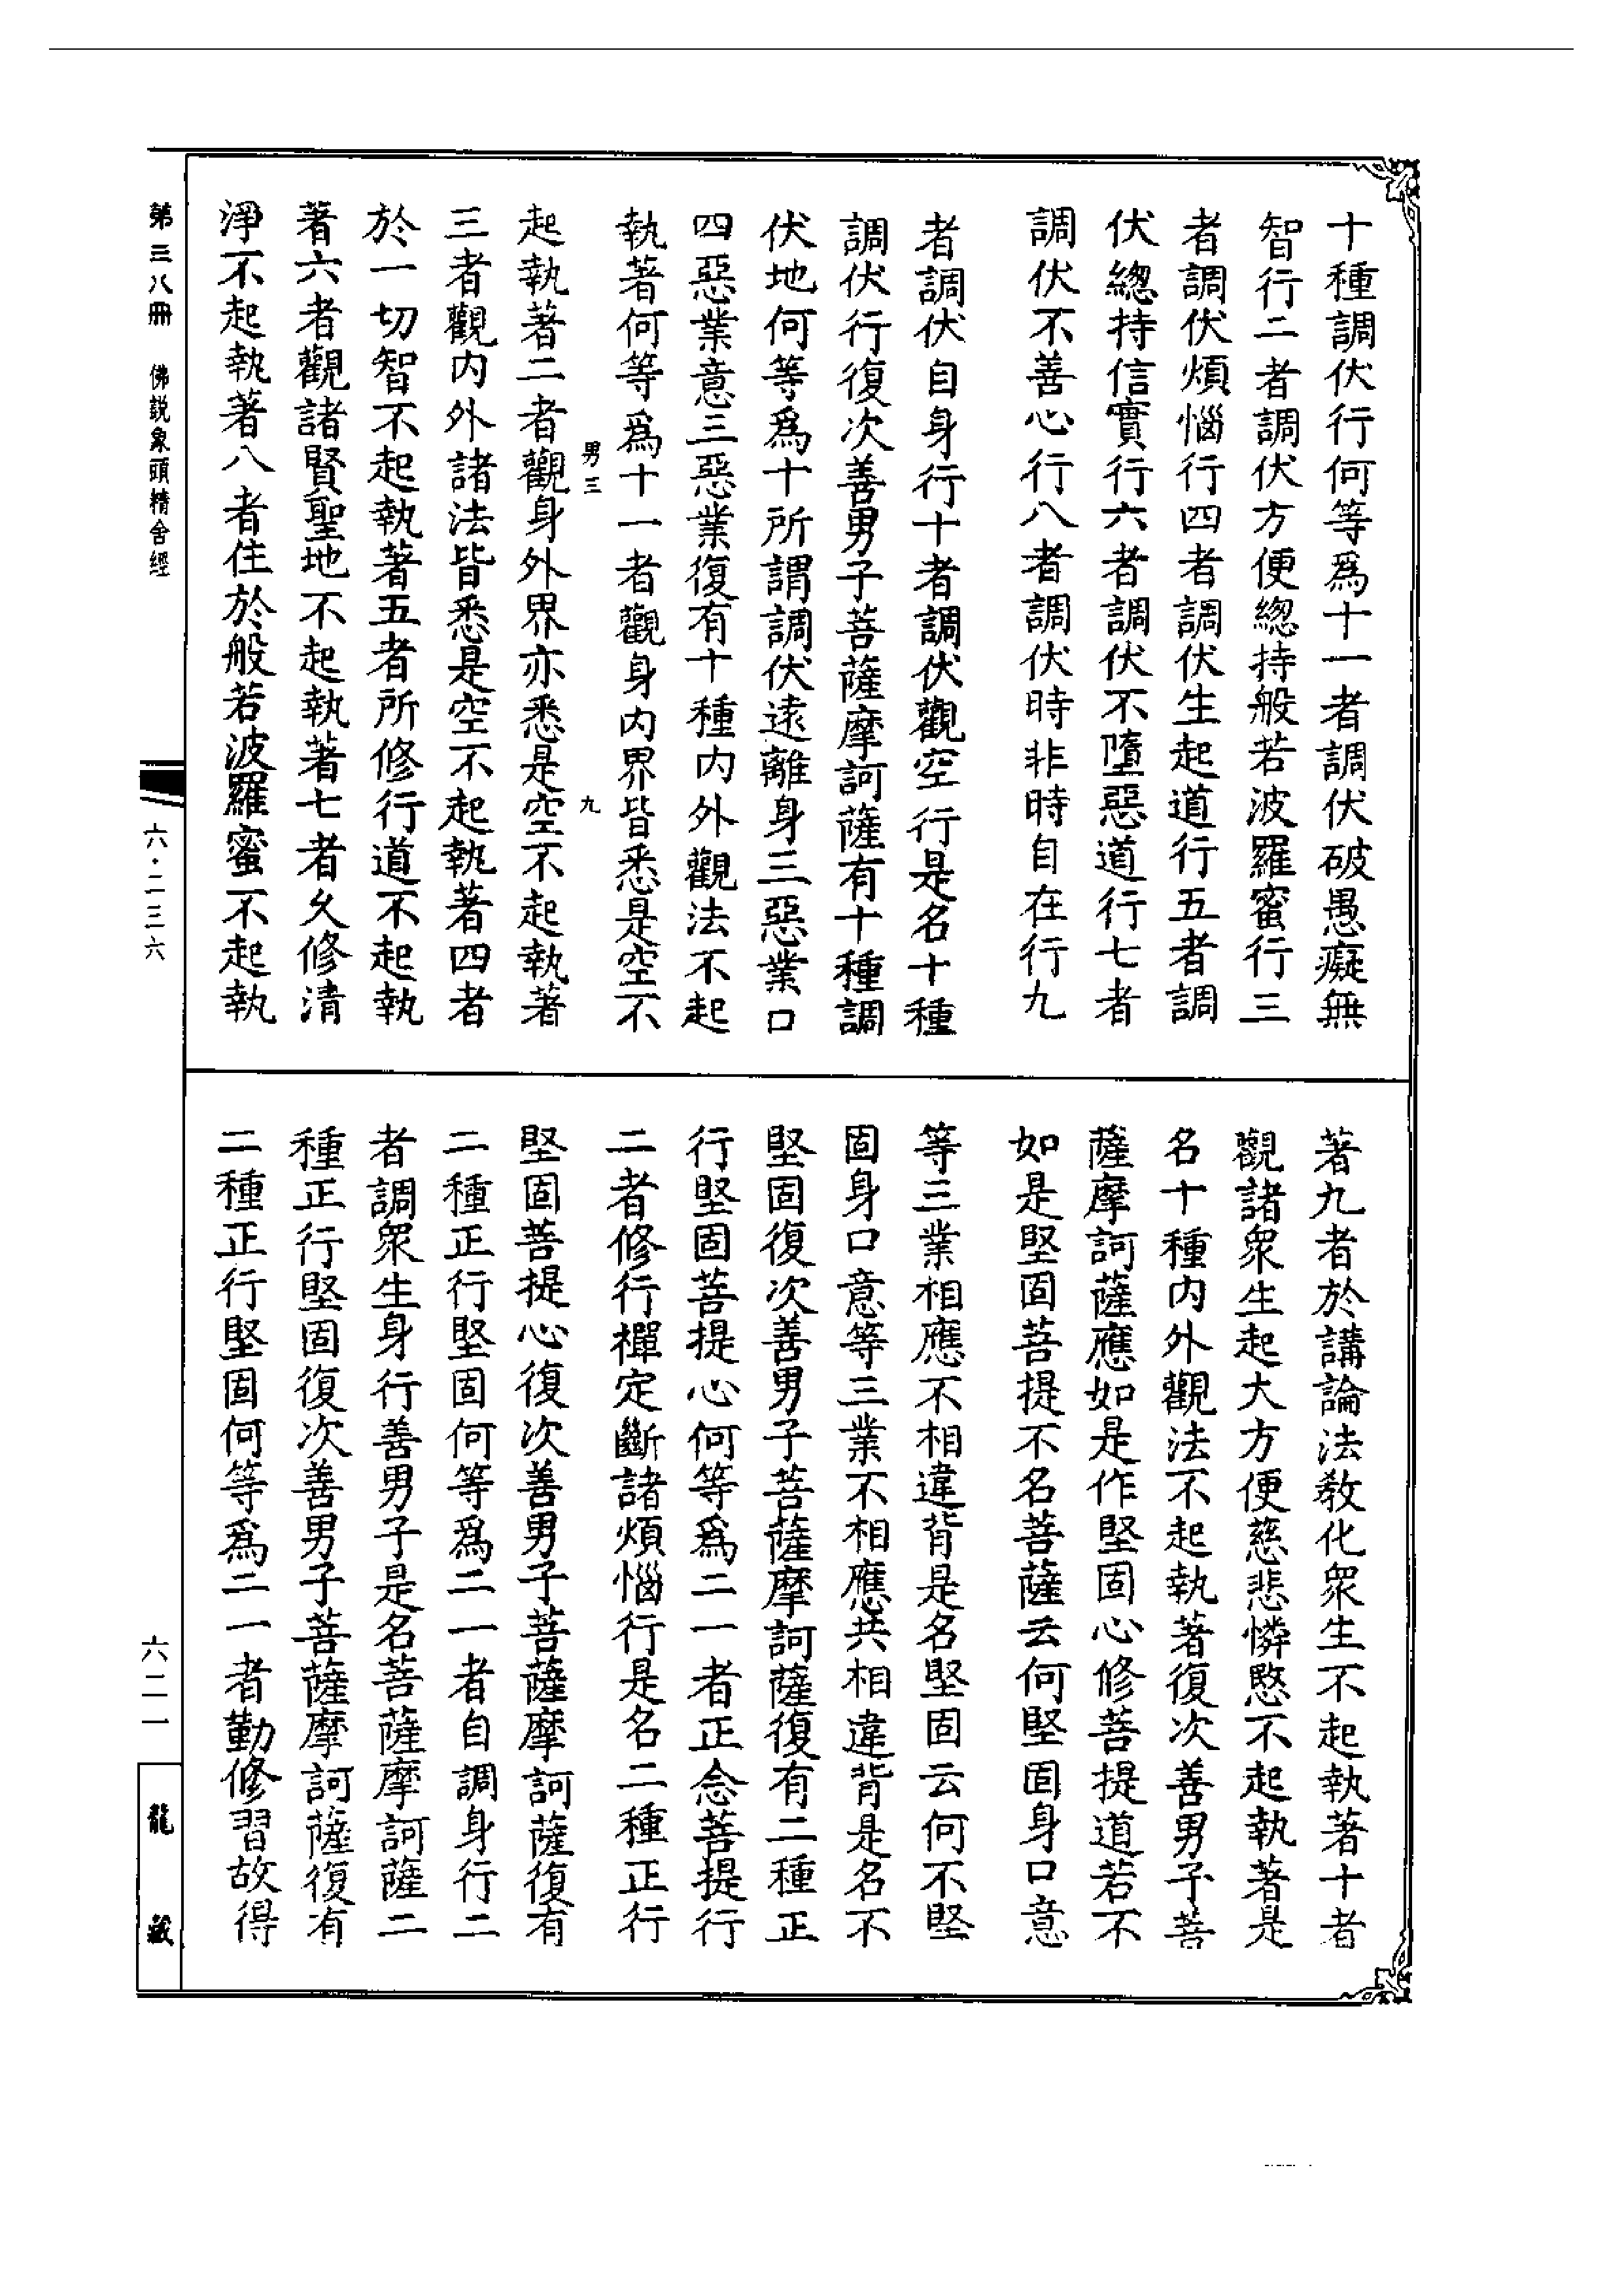 十種調伏行何等爲十一者調伏破愚癡無
智行二者調伏方便緫持般若波羅蜜行三
者調伏煩惱行四者調伏生起道行五者調
伏緫持信實行六者調伏不墮惡道行七者
調伏不善心行八者調伏時非時自在行九
者調伏自身行十者調伏觀空行是名十種
調伏行復次善男子菩薩摩訶薩有十種調
伏地何等爲十所謂調伏逺離身三惡業口
四惡業意三惡業復有十種内外觀法不起
執著何等爲十一者觀身内界皆悉是空不
男三
九
起執著二者觀身外界亦悉是空不起執著
三者觀内外諸法皆悉是空不起執著四者
於一切智不起執著五者所修行道不起執
著六者觀諸賢聖地不起執著七者久修清
淨不起執著八者住於般若波羅蜜不起執
著九者於講論法教化衆生不起執著十者
觀諸衆生起大方便慈悲憐愍不起執著是
名十種内外觀法不起執著復次善男子菩
薩摩訶薩應如是作堅固心修菩提道若不
如是堅固菩提不名菩薩云何堅固身口意
等三業相應不相違背是名堅固云何不堅
固身口意等三業不相應共相違背是名不
堅固復次善男子菩薩摩訶薩復有二種正
行堅固菩提心何等爲二一者正念菩提行
二者修行禪定斷諸煩惱行是名二種正行
堅固菩提心復次善男子菩薩摩訶薩復有
二種正行堅固何等爲二一者自調身行二
者調衆生身行善男子是名菩薩摩訶薩二
種正行堅固復次善男子菩薩摩訶薩復有
二種正行堅固何等爲二一者勤修習故得
第三八冊 佛説象頭精舍經
六·二三六
六二一
龍藏